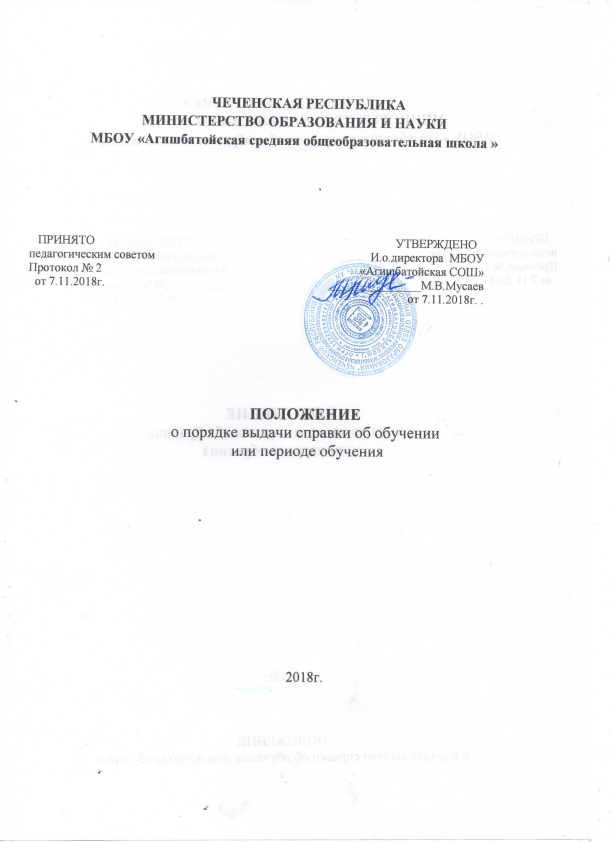 ЧЕЧЕНСКАЯ РЕСПУБЛИКА
МИНИСТЕРСТВО ОБРАЗОВАНИЯ И НАУКИ
МБОУ «Агишбатойская средняя общеобразовательная школа »
ПРИНЯТО
педагогическим советом
Протокол № 2
от 7.11.2018г.
УТВЕРЖДЕНО
И.о.директора МБОУ
«Агишбатойская СОШ»
М.В.Мусаев
от 7.11.2018г. .
ПОЛОЖЕНИЕ
о порядке выдачи справки об обучении
или периоде обучения
2018г.